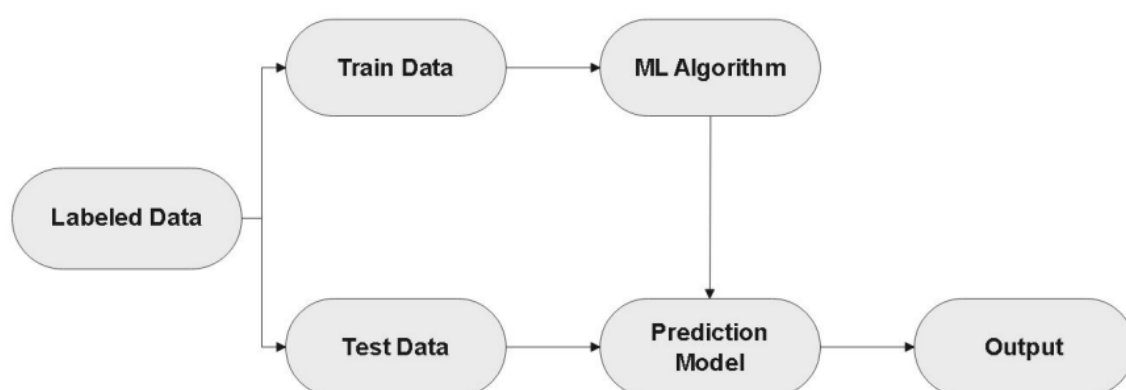 Train Data
ML Algorithm
Labeled Data
Test Data
Prediction
Model
Output